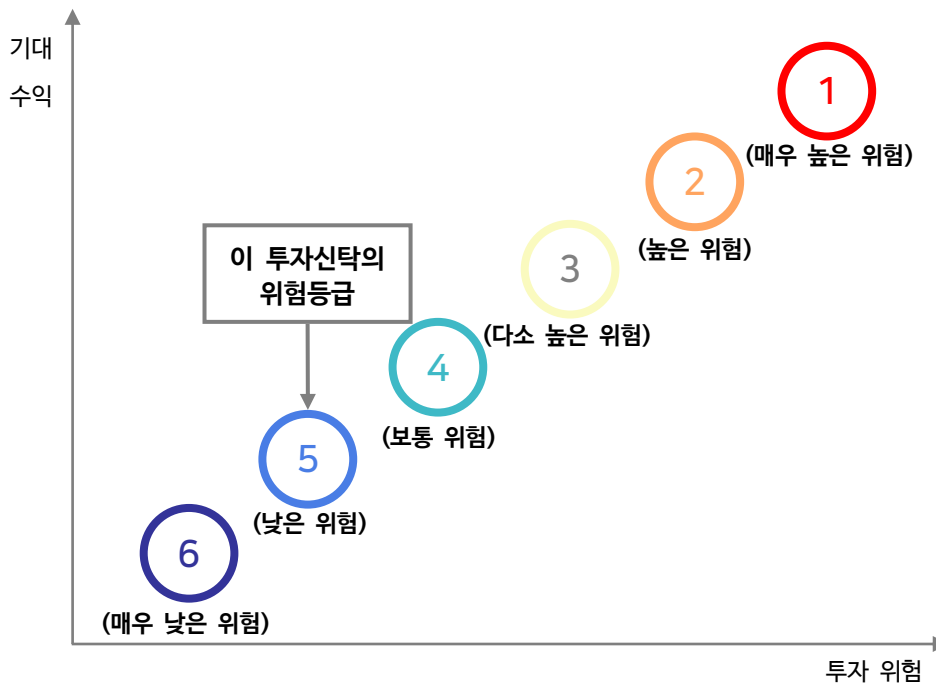 기대
수익
1
(매우 높은 위험)
2
(높은 위험)
이 투자신탁의
위험등급
3
(다소 높은 위험)
4
(보통 위험)
5
(낮은 위험)
6
(매우 낮은 위험)
투자 위험